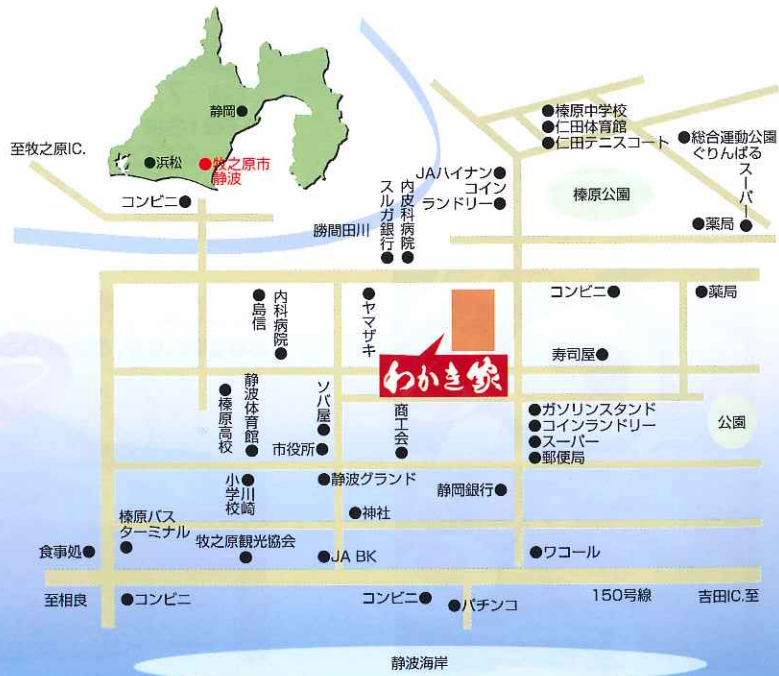 静岡
浜松
牧之原市
静波
至牧之原IC.
コンビニ
勝間田川
スルガ銀行
内皮科病院
JAハイナン
コイン
ランドリー
榛原中学校
仁田体育館
仁田テニスコート
総合運動公園
ぐりんぱる
スーパー
榛原公園
薬局
島信
内科病院
ヤマザキ
コンビニ
薬局
わかき家
寿司屋
榛原高校
静波体育館
ソバ屋
市役所
商工会
ガソリンスタンド
コインランドリー
スーパー
郵便局
公園
川崎
小学校
静波グランド
静岡銀行
神社
榛原バス
ターミナル
食事処
牧之原観光協会
JA BK
ワコール
至相良
コンビニ
コンビニ
パチンコ
150号線
吉田IC.至
静波海岸